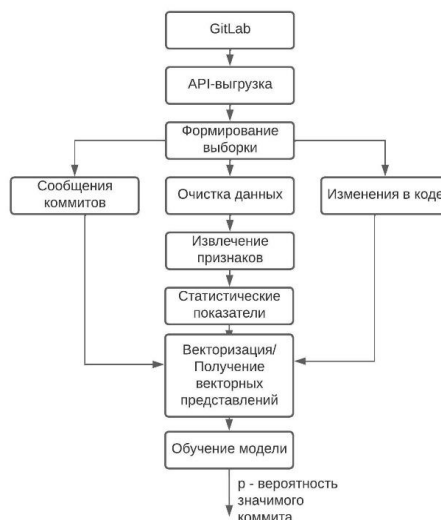 GitLab
API-выгрузка
Формирование
выборки
Сообщения
коммитов
Очистка данных
Изменения в коде
Извлечение
признаков
Статистические
показатели
Векторизация/
Получение
векторных
представлений
Обучение модели
p - вероятность
значимого
коммита